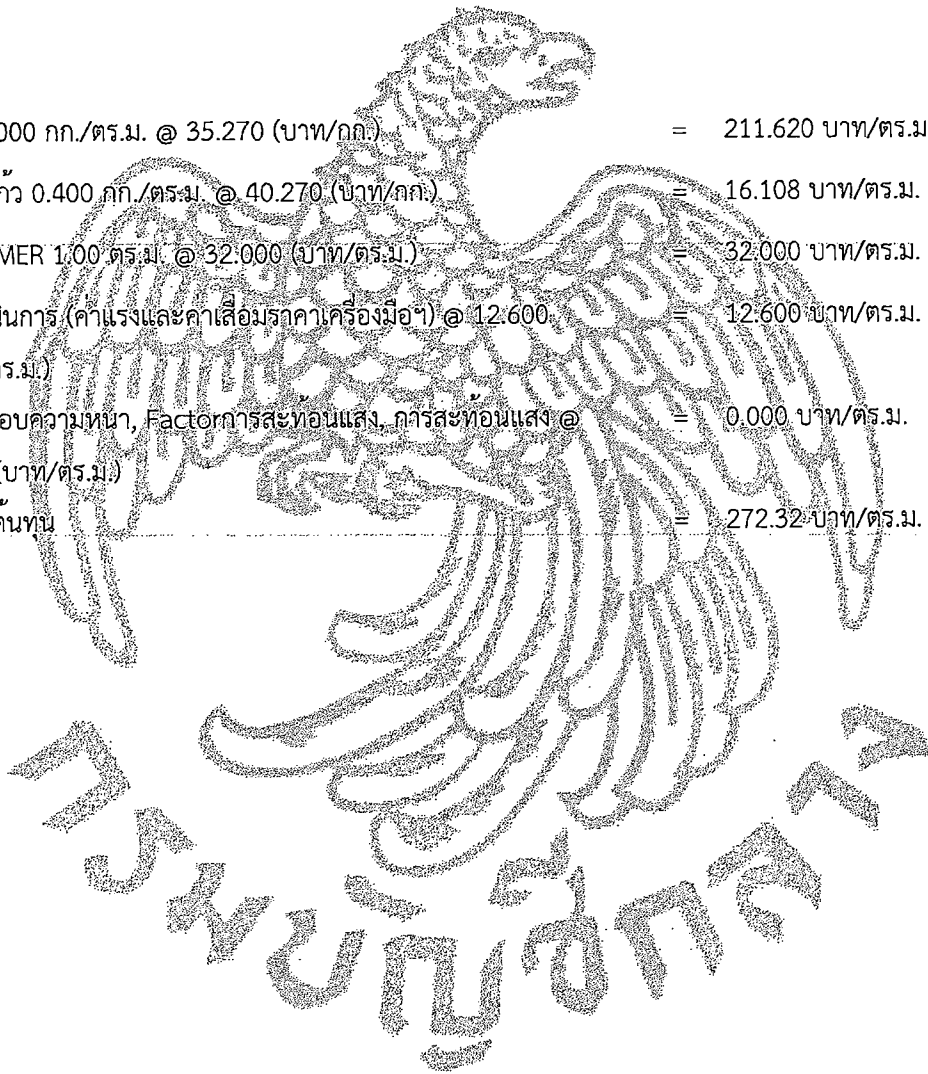 000 กก./ตร.ม. @ 35.270 (บาท/กก.) = 211.620 บาท/ตร.ม
ก้ว 0.400 กก./ตร.ม. @ 40.270 (บาท/กก.) = 16.108 บาท/ตร.ม.
MER 1.00 ตร.ม. @ 32.000 (บาท/ตร.ม.) = 32.000 บาท/ตร.ม.
นินการ (ค่าแรงและค่าเสื่อมราคาเครื่องมือฯ) @ 12.600 = 12.600 บาท/ตร.ม.
ตร.ม.)
อบความหนา, Factorการสะท้อนแสง, การสะท้อนแสง @ = 0.000 บาท/ตร.ม.
(บาท/ตร.ม.)
ต้นทุน = 272.32 บาท/ตร.ม.
กรมบัญชีกลาง